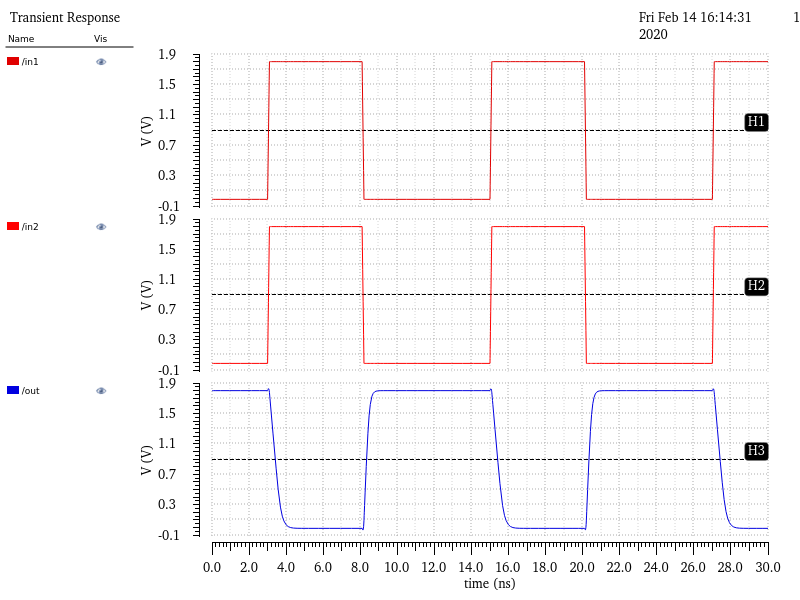 Transient Response
Fri Feb 14 16:14:31 1
2020
Name Vis
/in1
1.9
1.5
1.1
0.7
0.3
-0.1
V (V)
H1
/in2
1.9
1.5
1.1
0.7
0.3
-0.1
V (V)
H2
/out
1.9
1.5
1.1
0.7
0.3
-0.1
V (V)
H3
0.0 2.0 4.0 6.0 8.0 10.0 12.0 14.0 16.0 18.0 20.0 22.0 24.0 26.0 28.0 30.0
time (ns)